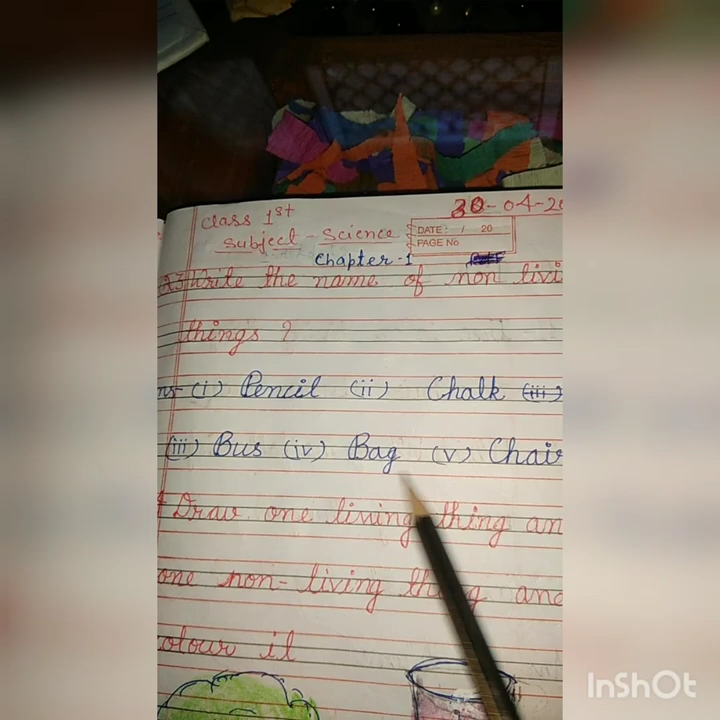 Class 1st
30-04-20
Subject - Science
DATE: / 20
PAGE No
Chapter-1
Write the name of non livi
things ?
ns- (i) Pencil (ii) Chalk (iii)
(iii) Bus (iv) Bag (v) Chair
Draw one living thing an
one non-living thing and
colour it
InShOt